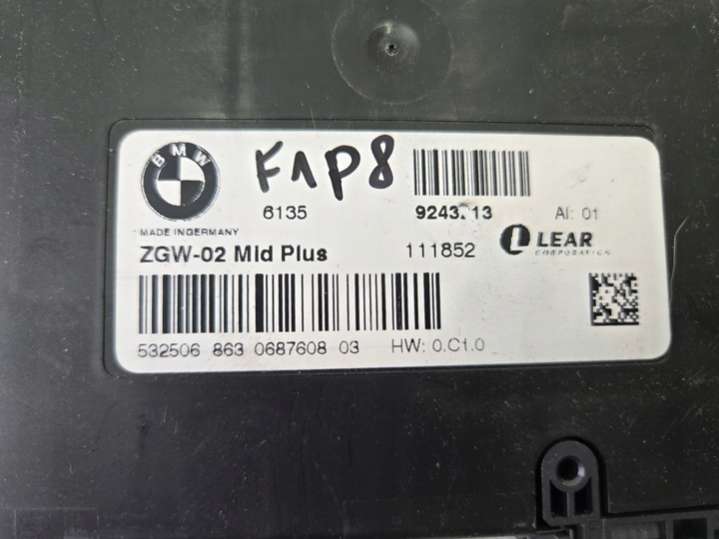 BMW
F1P8
6135 9243.13 AI: 01
MADE IN GERMANY
ZGW-02 Mid Plus 111852 LEAR
CORPORATION
532506 863 0687608 03 HW: 0.C1.0